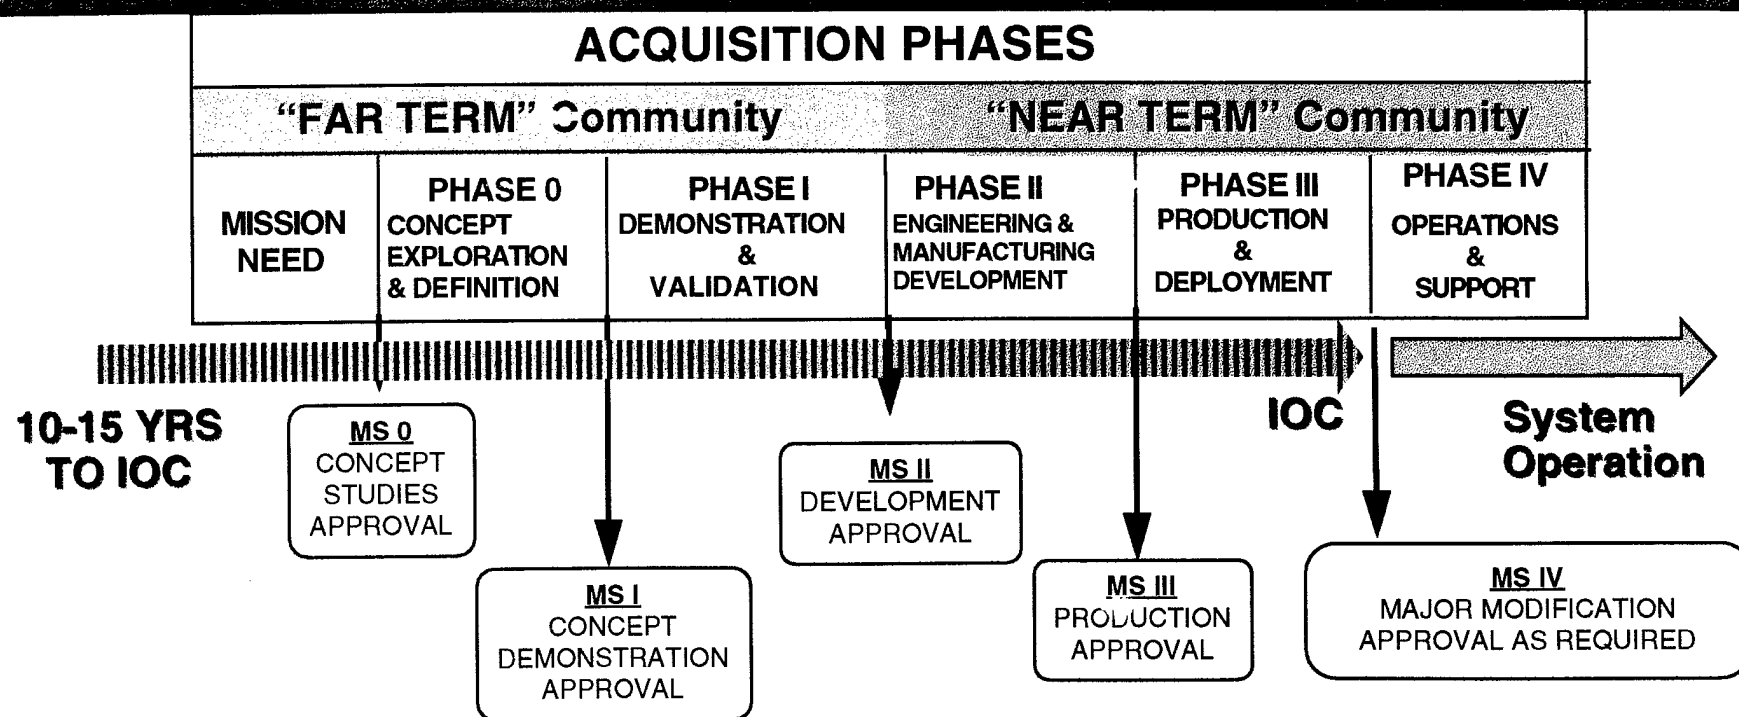 ACQUISITION PHASES
"FAR TERM" Community
"NEAR TERM" Community
MISSION
NEED
PHASE 0
CONCEPT
EXPLORATION
& DEFINITION
PHASE I
DEMONSTRATION
&
VALIDATION
PHASE II
ENGINEERING &
MANUFACTURING
DEVELOPMENT
PHASE III
PRODUCTION
&
DEPLOYMENT
PHASE IV
OPERATIONS
&
SUPPORT
10-15 YRS
TO IOC
IOC
System
Operation
MS 0
CONCEPT
STUDIES
APPROVAL
MS I
CONCEPT
DEMONSTRATION
APPROVAL
MS II
DEVELOPMENT
APPROVAL
MS III
PRODUCTION
APPROVAL
MS IV
MAJOR MODIFICATION
APPROVAL AS REQUIRED